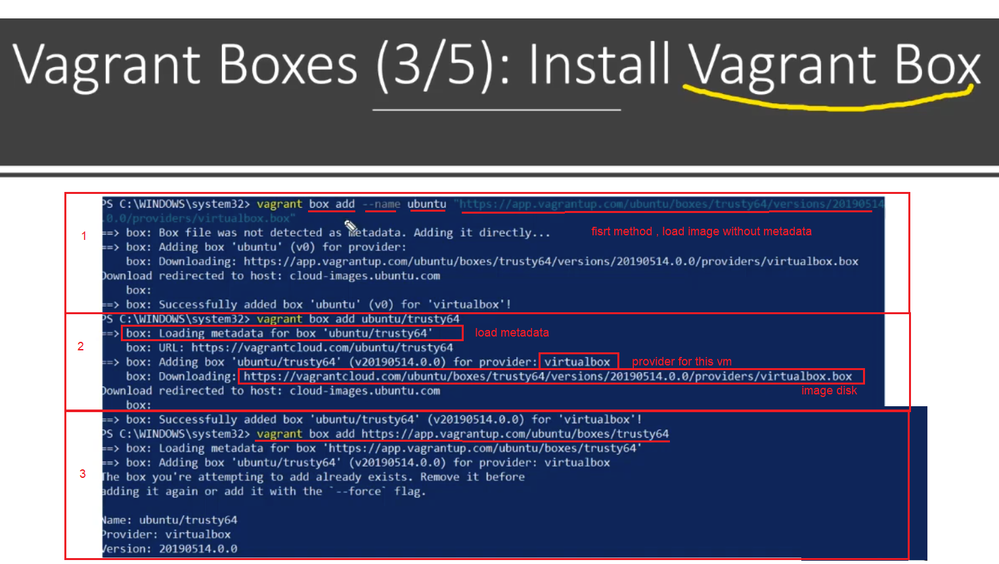 Vagrant Boxes (3/5): Install Vagrant Box
1
PS C:\WINDOWS\system32> vagrant box add --name ubuntu "https://app.vagrantup.com/ubuntu/boxes/trusty64/versions/20190514
.0.0/providers/virtualbox.box"
==> box: Box file was not detected as metadata. Adding it directly...
fisrt method , load image without metadata
==> box: Adding box 'ubuntu' (v0) for provider:
box: Downloading: https://app.vagrantup.com/ubuntu/boxes/trusty64/versions/20190514.0.0/providers/virtualbox.box
Download redirected to host: cloud-images.ubuntu.com
box:
==> box: Successfully added box 'ubuntu' (v0) for 'virtualbox'!
2
PS C:\WINDOWS\system32> vagrant box add ubuntu/trusty64
==> box: Loading metadata for box 'ubuntu/trusty64'
load metadata
box: URL: https://vagrantcloud.com/ubuntu/trusty64
==> box: Adding box 'ubuntu/trusty64' (v20190514.0.0) for provider: virtualbox
provider for this vm
box: Downloading: https://vagrantcloud.com/ubuntu/boxes/trusty64/versions/20190514.0.0/providers/virtualbox.box
Download redirected to host: cloud-images.ubuntu.com
image disk
box:
==> box: Successfully added box 'ubuntu/trusty64' (v20190514.0.0) for 'virtualbox'!
3
PS C:\WINDOWS\system32> vagrant box add https://app.vagrantup.com/ubuntu/boxes/trusty64
==> box: Loading metadata for box 'https://app.vagrantup.com/ubuntu/boxes/trusty64'
==> box: Adding box 'ubuntu/trusty64' (v20190514.0.0) for provider: virtualbox
The box you're attempting to add already exists. Remove it before
adding it again or add it with the `--force` flag.
Name: ubuntu/trusty64
Provider: virtualbox
Version: 20190514.0.0